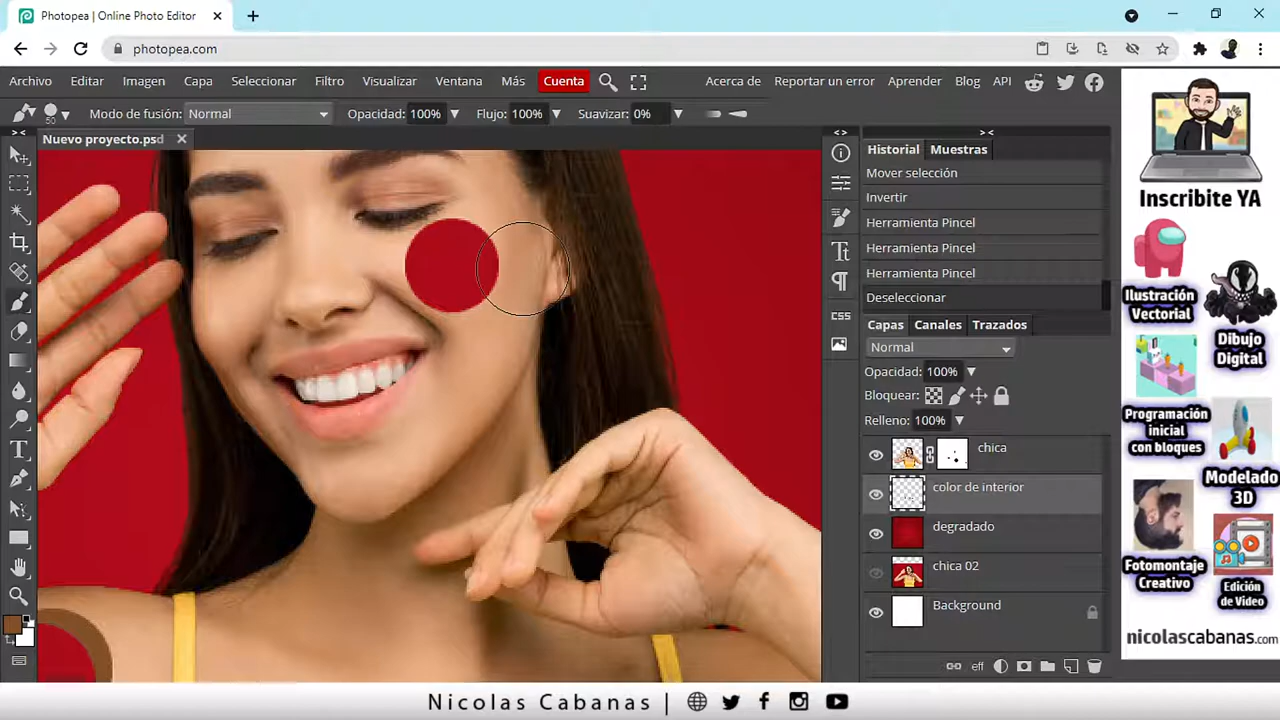 Photopea | Online Photo Editor
photopea.com
Archivo Editar Imagen Capa Seleccionar Filtro Visualizar Ventana Más Cuenta Acerca de Reportar un error Aprender Blog API
50 Modo de fusión: Normal Opacidad: 100% Flujo: 100% Suavizar: 0%
Nuevo proyecto.psd
Historial Muestras
Mover selección
Invertir
Herramienta Pincel
Herramienta Pincel
Herramienta Pincel
Deseleccionar
CSS
Capas Canales Trazados
Normal
Opacidad: 100%
Bloquear:
Relleno: 100%
chica
color de interior
degradado
chica 02
Background
eff
Inscribite YA
Ilustración
Vectorial
Dibujo
Digital
Programación
inicial
con bloques
Modelado
3D
Fotomontaje
Creativo
Edición
de Vídeo
nicolascabanas.com
Nicolas Cabanas |